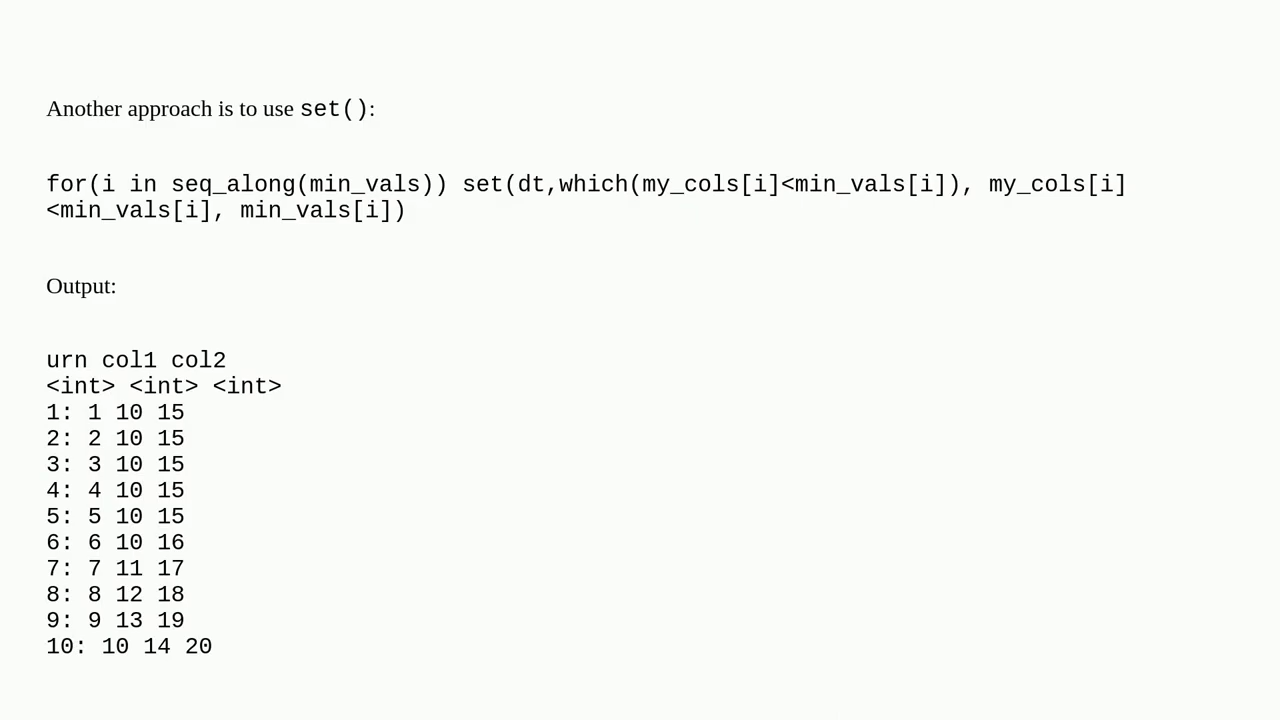 Another approach is to use set():
for(i in seq_along(min_vals)) set(dt,which(my_cols[i]<min_vals[i]), my_cols[i]
<min_vals[i], min_vals[i])
Output:
urn col1 col2
<int> <int> <int>
1: 1 10 15
2: 2 10 15
3: 3 10 15
4: 4 10 15
5: 5 10 15
6: 6 10 16
7: 7 11 17
8: 8 12 18
9: 9 13 19
10: 10 14 20